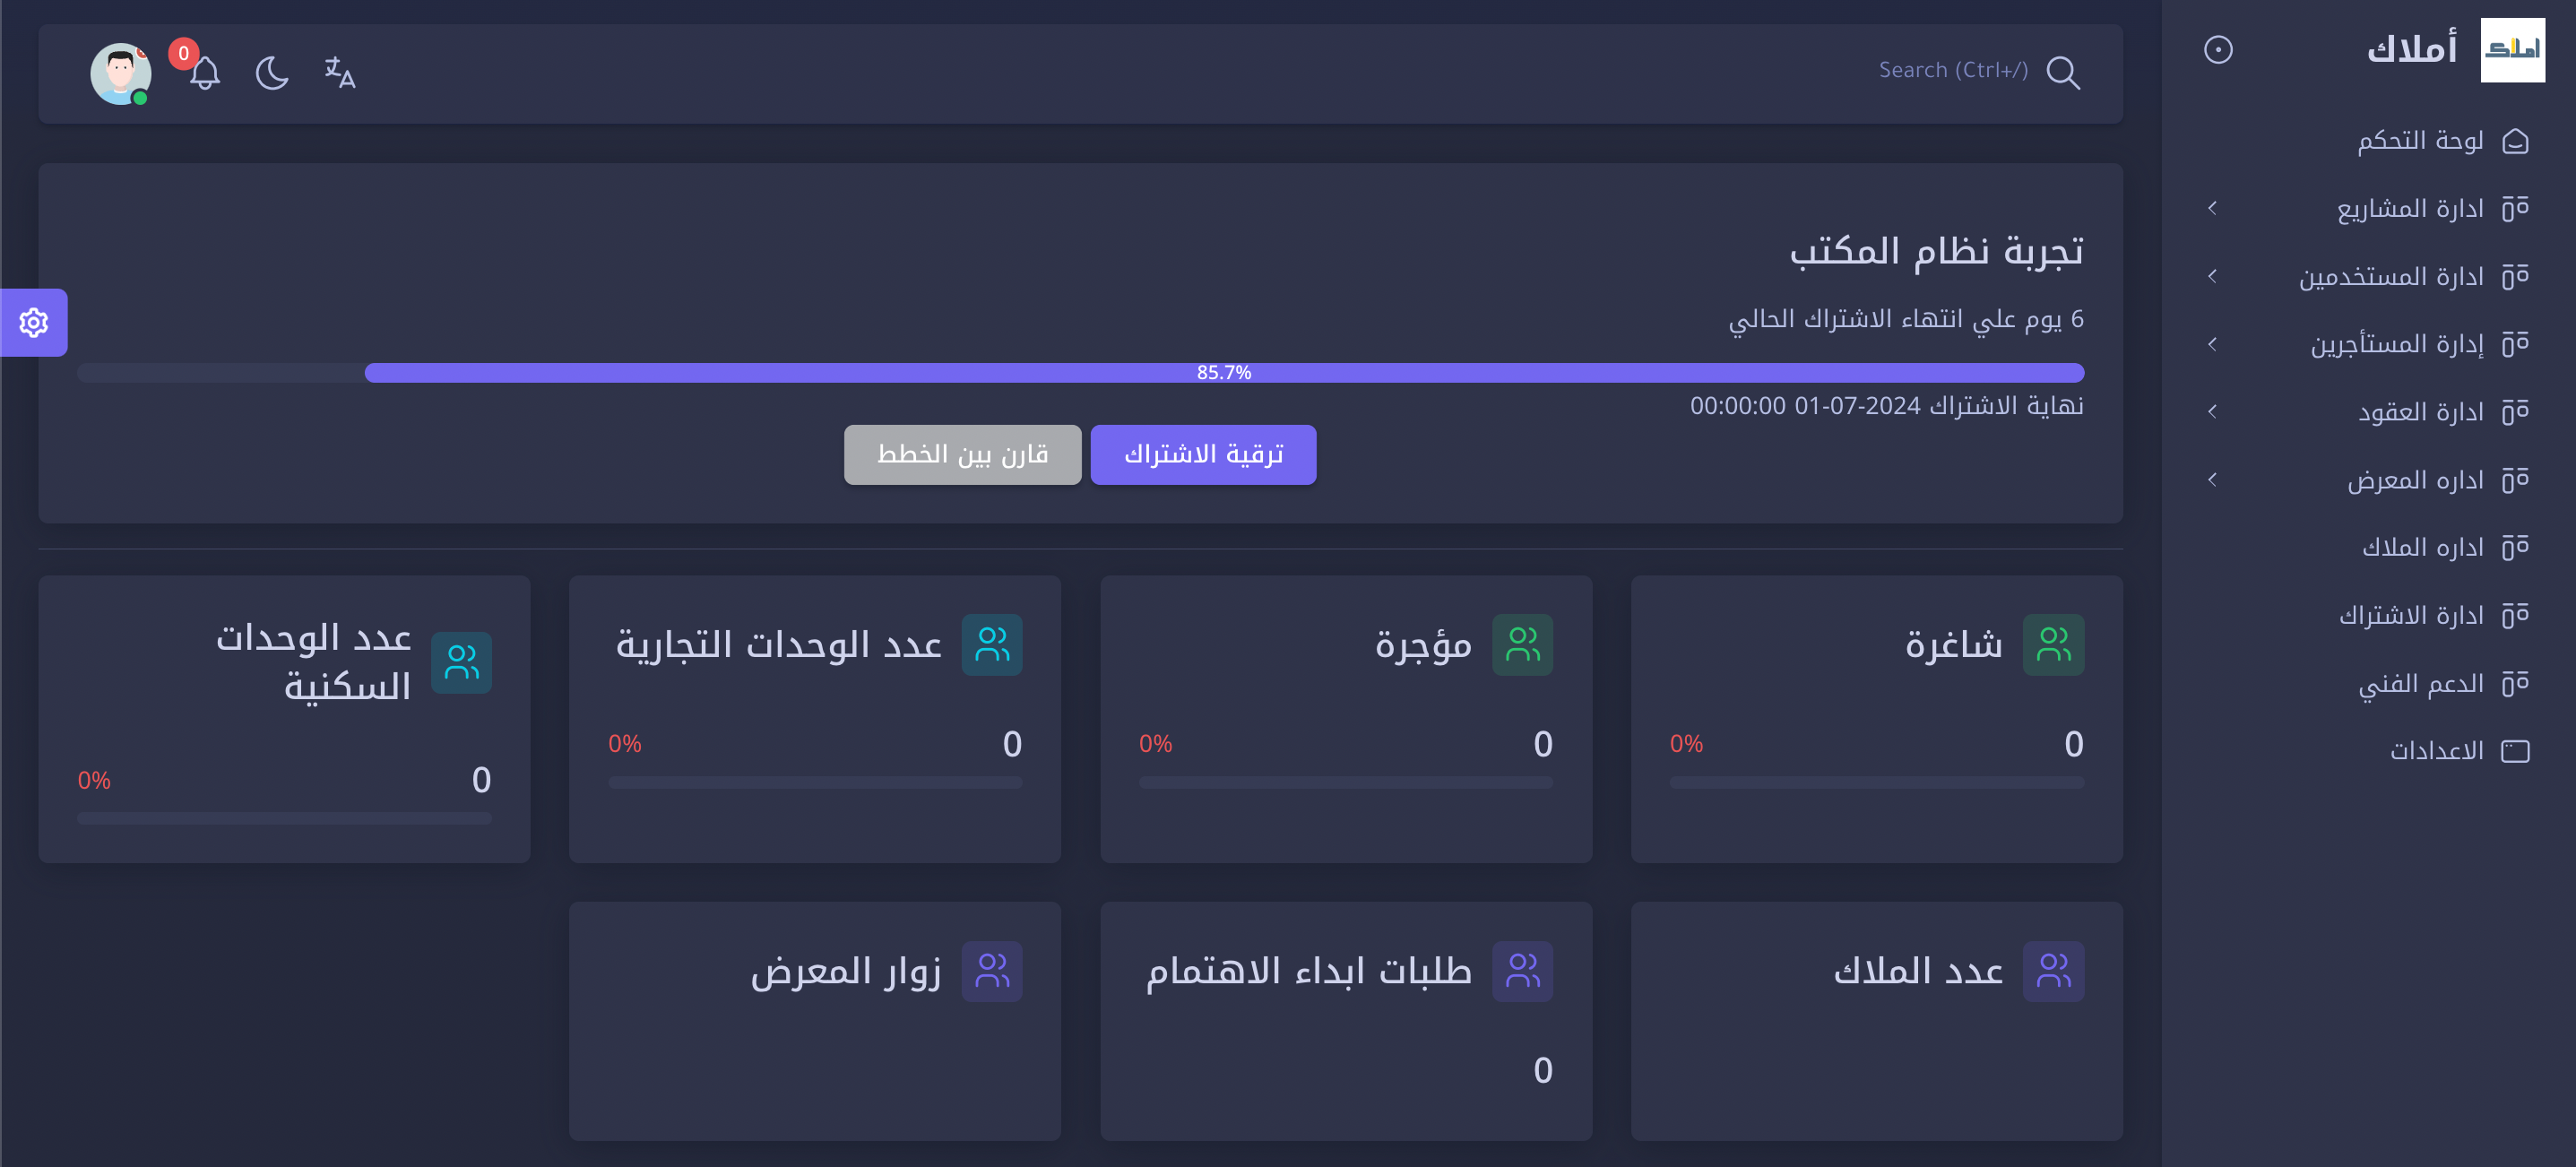 املاك
أملاك
لوحة التحكم
ادارة المشاريع
ادارة المستخدمين
إدارة المستأجرين
ادارة العقود
اداره المعرض
اداره الملاك
ادارة الاشتراك
الدعم الفني
الاعدادات
Search (Ctrl+/)
0
تجربة نظام المكتب
6 يوم علي انتهاء الاشتراك الحالي
85.7%
نهاية الاشتراك 2024-07-01 00:00:00
ترقية الاشتراك
قارن بين الخطط
شاغرة
0
0%
مؤجرة
0
0%
عدد الوحدات التجارية
0
0%
عدد الوحدات
السكنية
0
0%
عدد الملاك
طلبات ابداء الاهتمام
0
زوار المعرض